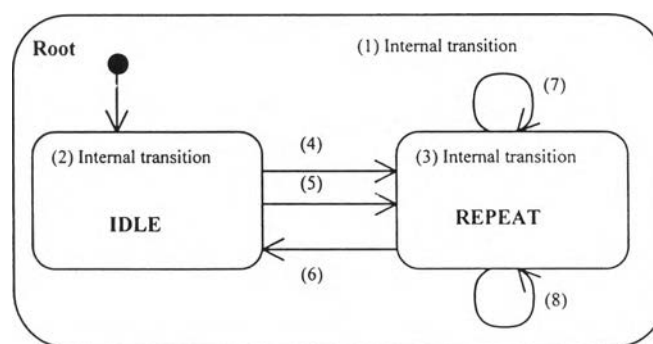 Root
(1) Internal transition
(7)
(2) Internal transition
(4)
(3) Internal transition
(5)
IDLE
REPEAT
(6)
(8)